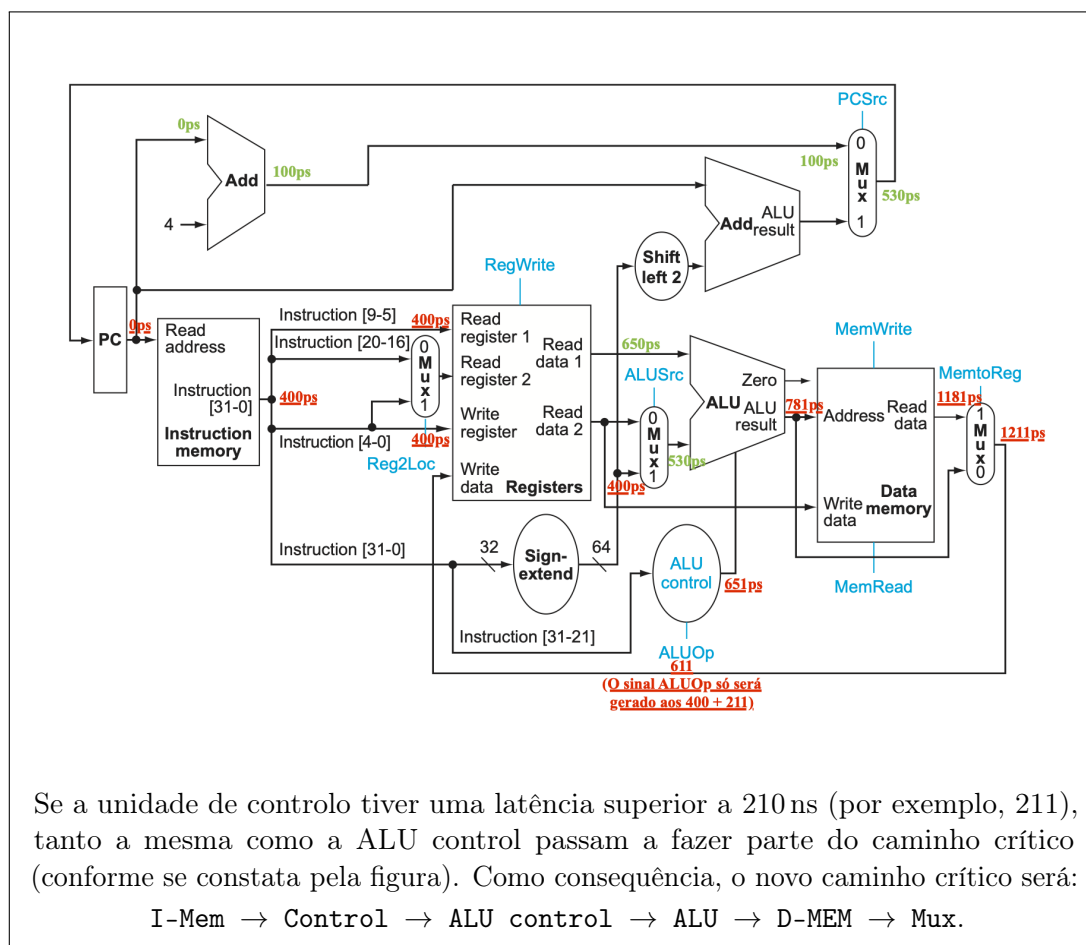 PCSrc
0ps
0
Add
100ps
100ps
M
u
x
530ps
4
Add
ALU
result
1
Shift
left 2
RegWrite
PC
0ps
Read
address
Instruction
[31-0]
Instruction
memory
400ps
Instruction [9-5]
400ps
Instruction [20-16]
0
M
u
x
1
Instruction [4-0]
400ps
Reg2Loc
Read
register 1
Read
register 2
Write
register
Write
data
Read
data 1
Read
data 2
Registers
650ps
ALUSrc
0
M
u
x
1
530ps
400ps
Zero
ALU
ALU
result
781ps
MemWrite
Address
Read
data
Write
data
Data
memory
MemRead
1181ps
MemtoReg
1
M
u
x
0
1211ps
Instruction [31-0]
32
Sign-
extend
64
ALU
control
651ps
Instruction [31-21]
ALUOp
611
(O sinal ALUOp só será
gerado aos 400 + 211)
Se a unidade de controlo tiver uma latência superior a 210 ns (por exemplo, 211),
tanto a mesma como a ALU control passam a fazer parte do caminho crítico
(conforme se constata pela figura). Como consequência, o novo caminho crítico será:
I-Mem → Control → ALU control → ALU → D-MEM → Mux.